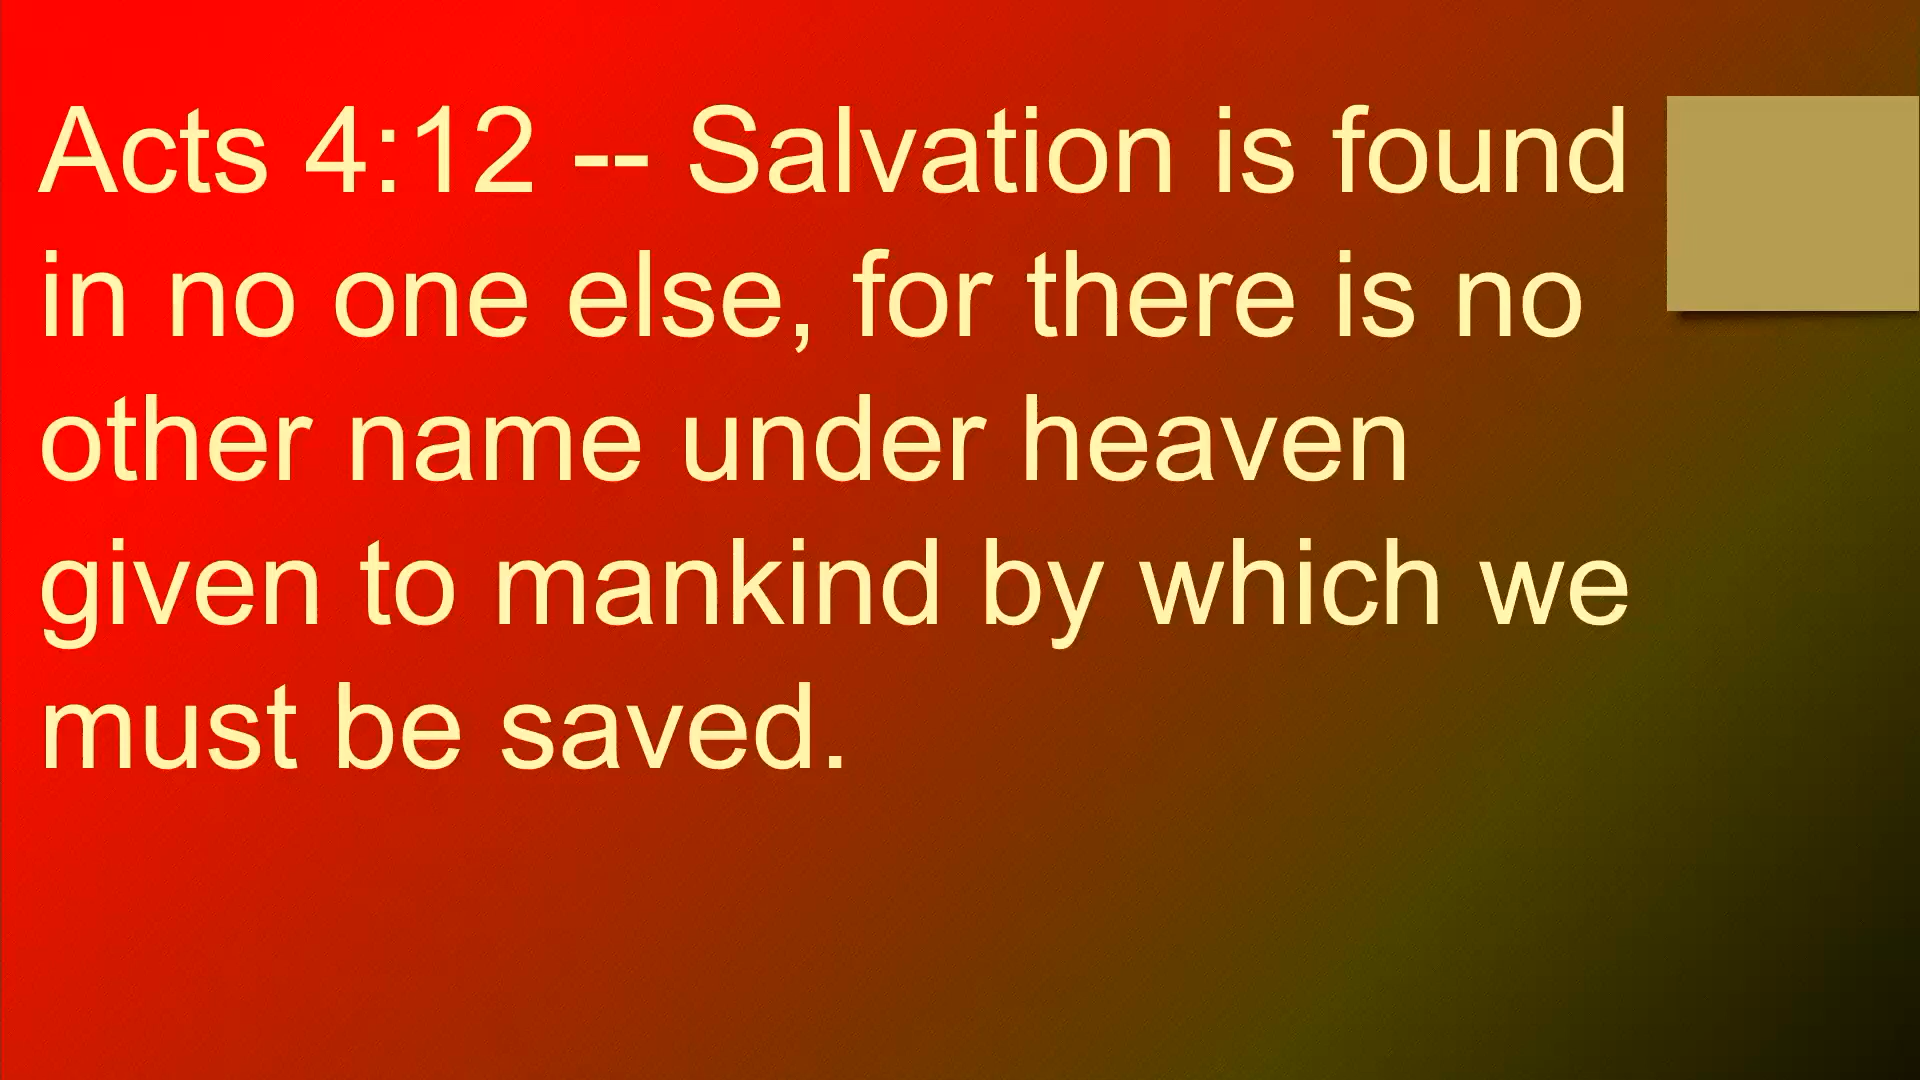 Acts 4:12 -- Salvation is found
in no one else, for there is no
other name under heaven
given to mankind by which we
must be saved.